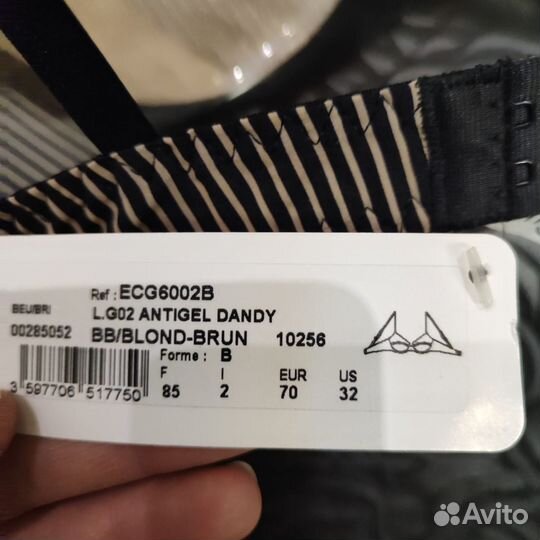 Ref : ECG6002B
BEU/BRI L.G02 ANTIGEL DANDY
00285052 BB/BLOND-BRUN 10256
Forme : B
F I EUR US
85 2 70 32
3 597706 517750
Avito